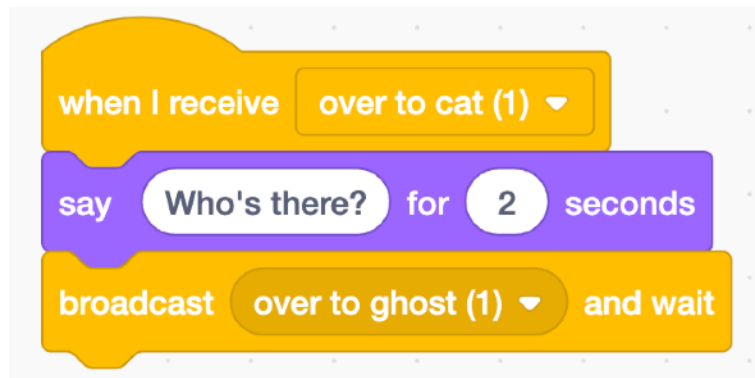 when I receive over to cat (1)
say Who's there? for 2 seconds
broadcast over to ghost (1) and wait